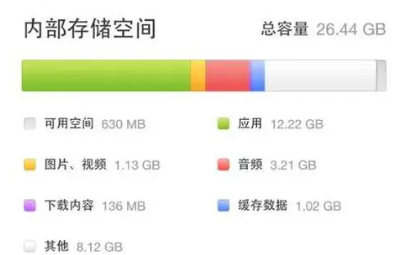 内部存储空间 总容量 26.44 GB
可用空间 630 MB 应用 12.22 GB
图片、视频 1.13 GB 音频 3.21 GB
下载内容 136 MB 缓存数据 1.02 GB
其他 8.12 GB